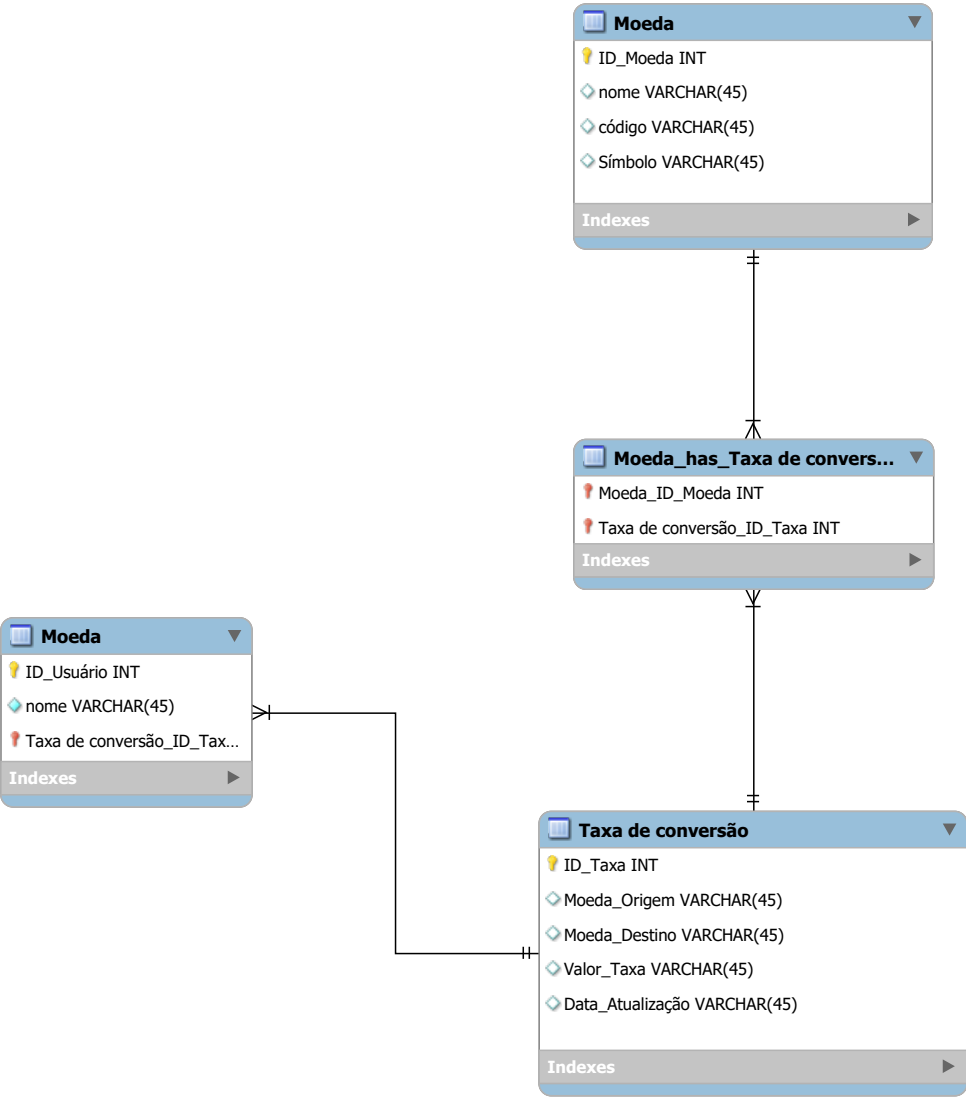 Moeda
ID_Moeda INT
nome VARCHAR(45)
código VARCHAR(45)
Símbolo VARCHAR(45)
Indexes
Moeda_has_Taxa de convers...
Moeda_ID_Moeda INT
Taxa de conversão_ID_Taxa INT
Indexes
Moeda
ID_Usuário INT
nome VARCHAR(45)
Taxa de conversão_ID_Tax...
Indexes
Taxa de conversão
ID_Taxa INT
Moeda_Origem VARCHAR(45)
Moeda_Destino VARCHAR(45)
Valor_Taxa VARCHAR(45)
Data_Atualização VARCHAR(45)
Indexes